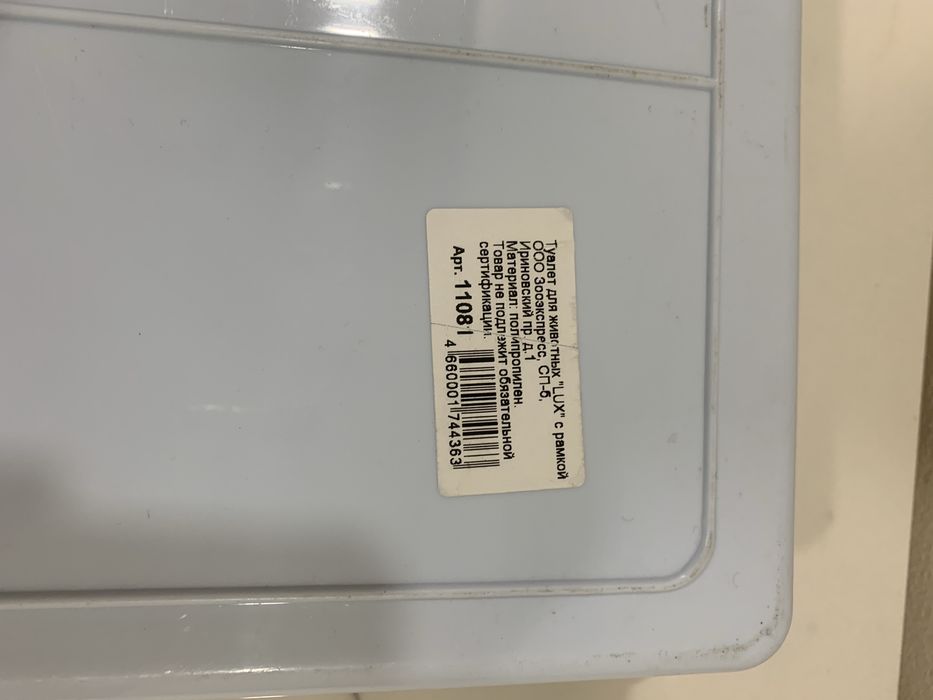 Туалет для животных "LUX" с рамкой
ООО Зооэкспресс, СП-б,
Ириновский пр. д.1
Материал: полипропилен.
Товар не подлежит обязательной
сертификации.
Арт. 11081
4 660001 744363